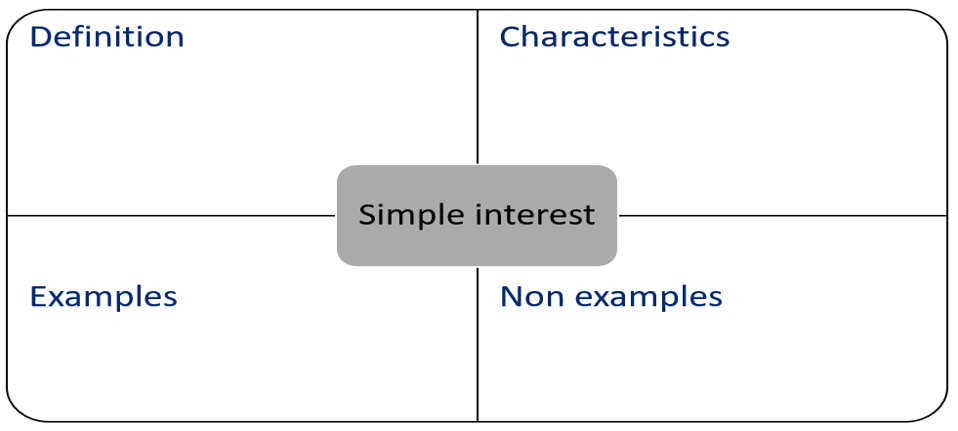 Definition
Characteristics
Simple interest
Examples
Non examples